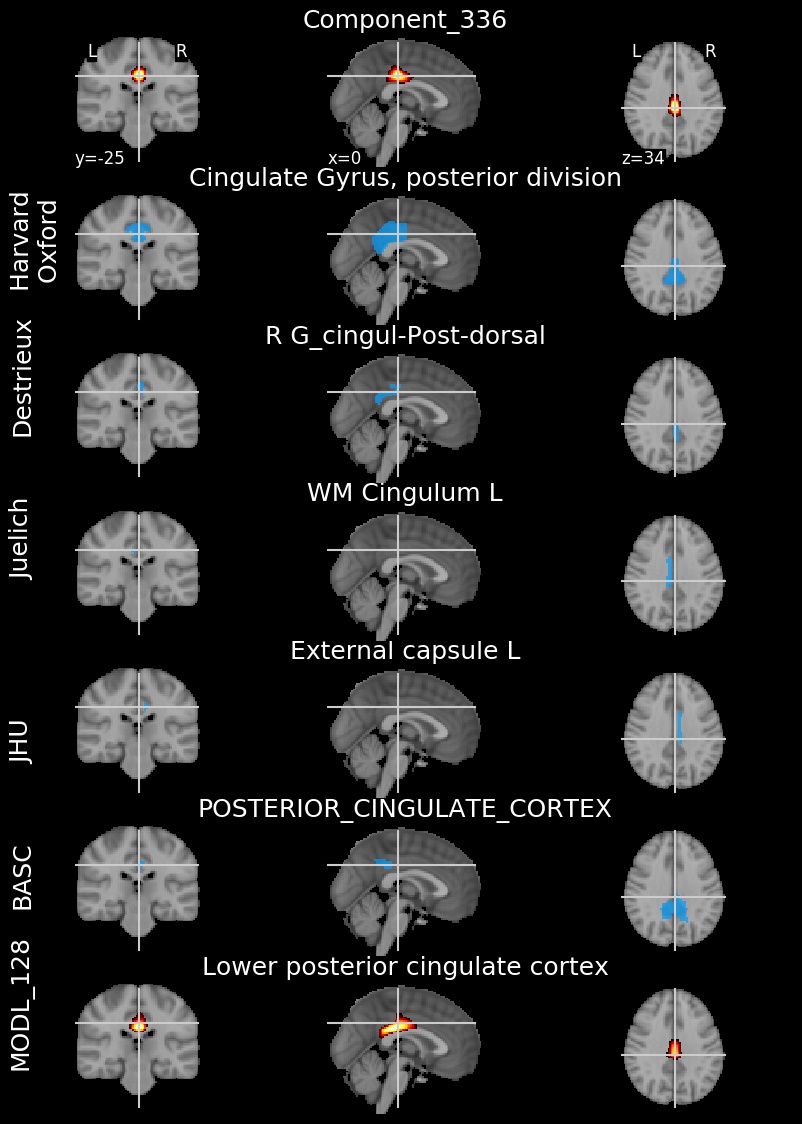 Component_336
L R L R
y=-25 x=0 z=34
Cingulate Gyrus, posterior division
Harvard
Oxford
R G_cingul-Post-dorsal
Destrieux
WM Cingulum L
Juelich
External capsule L
JHU
POSTERIOR_CINGULATE_CORTEX
BASC
Lower posterior cingulate cortex
MODL_128